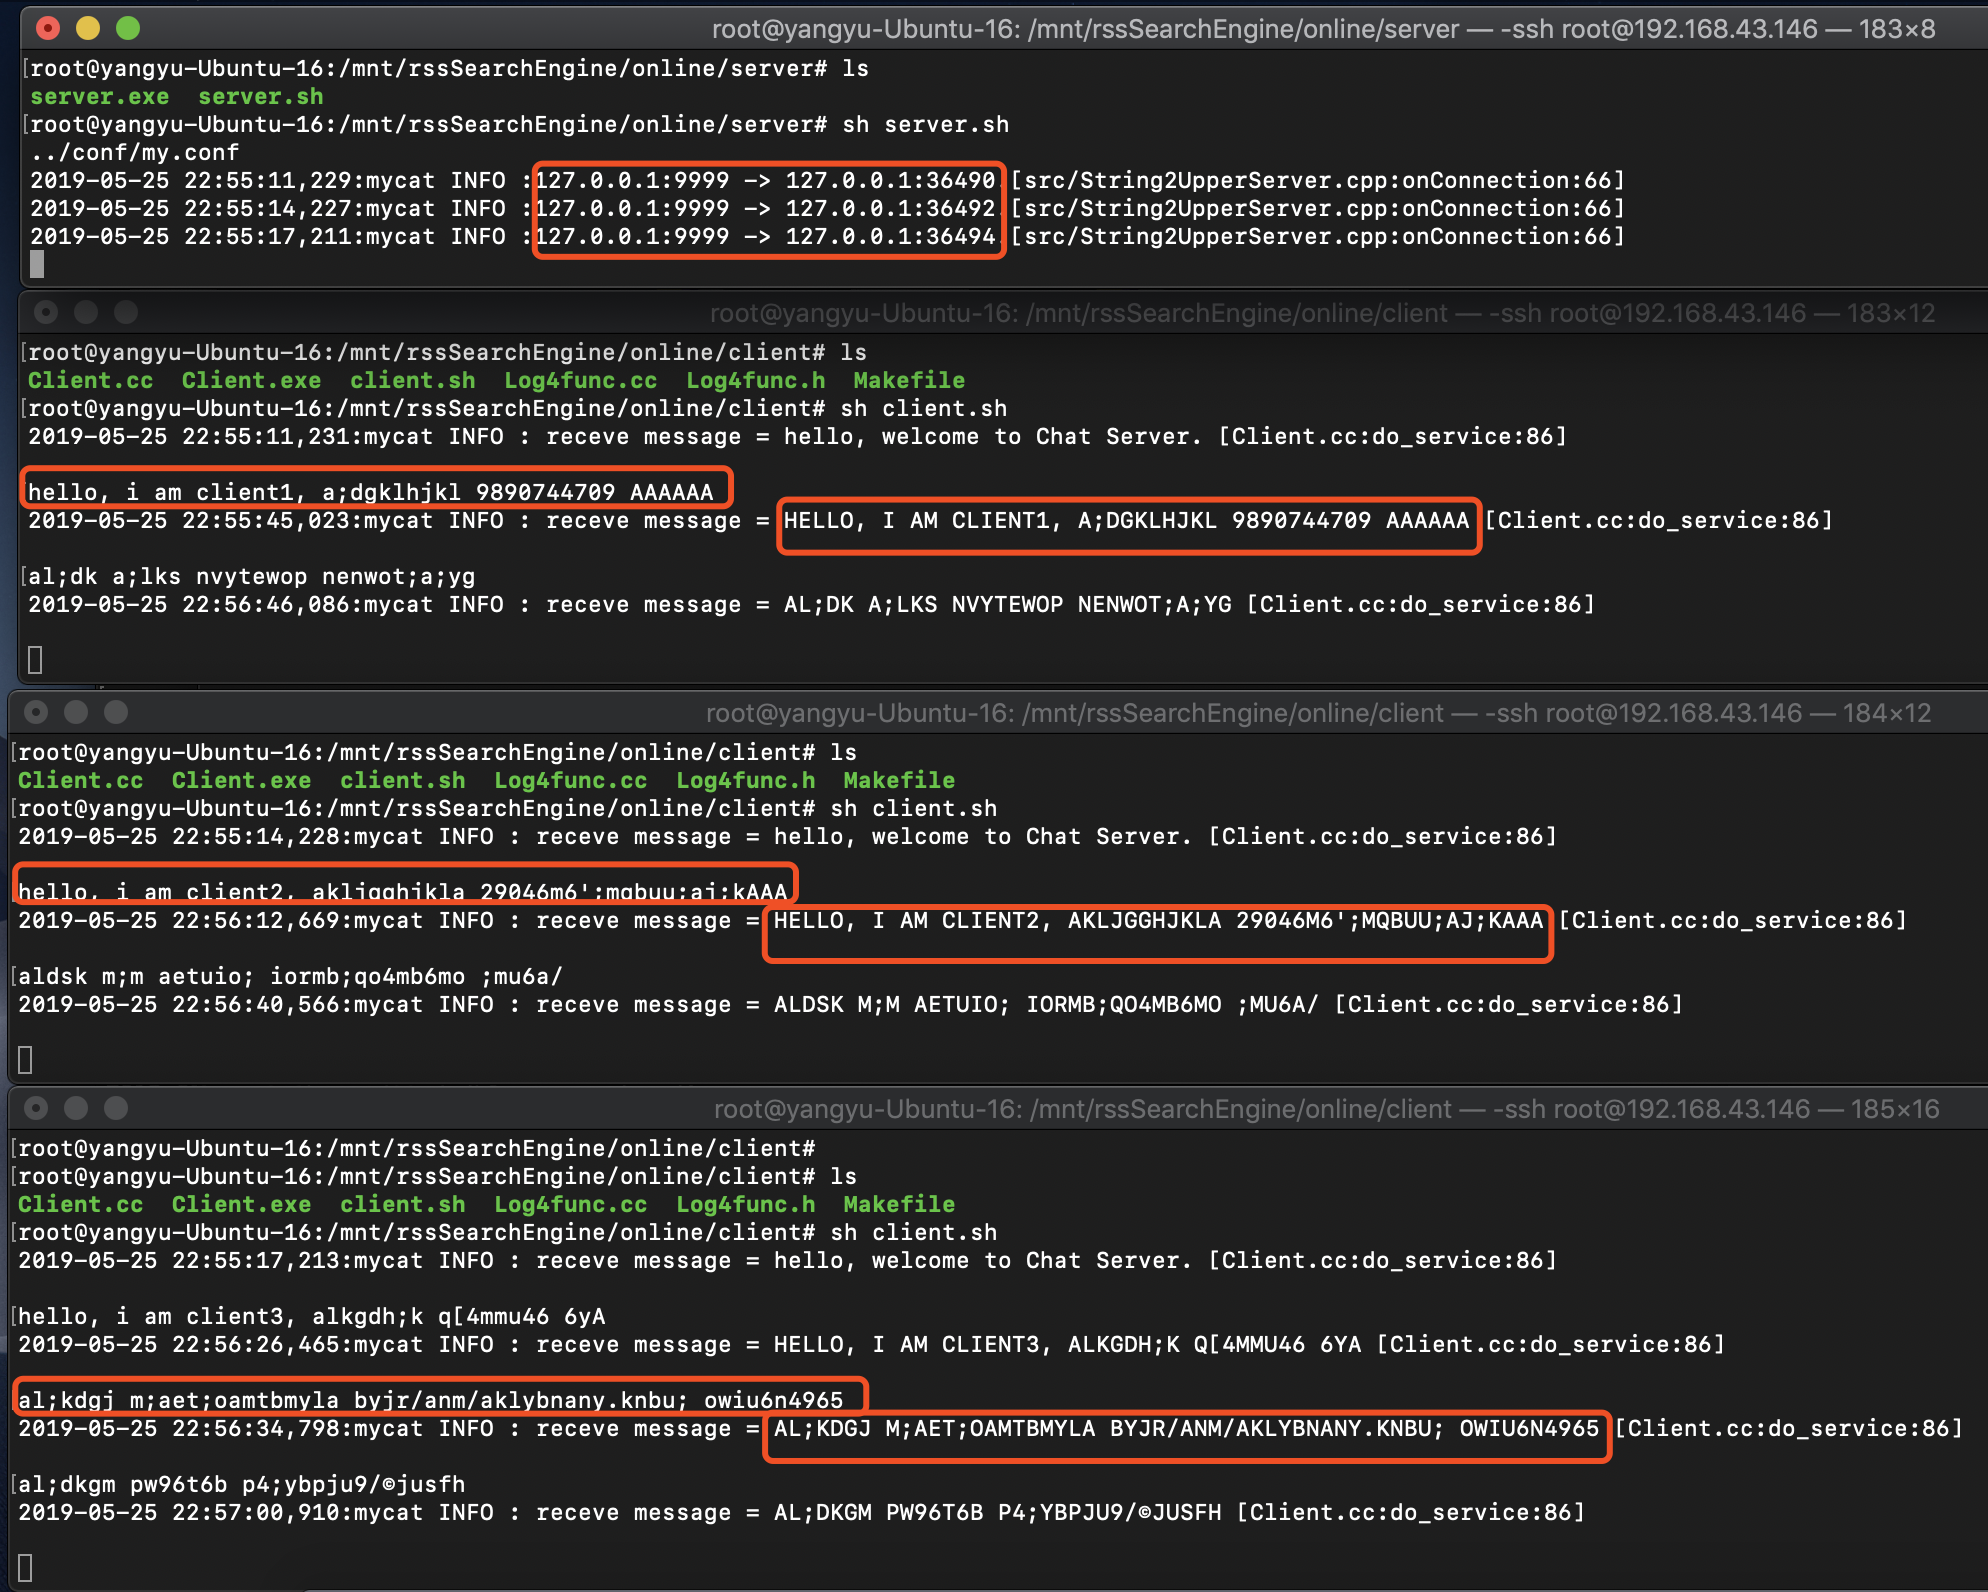 root@yangyu-Ubuntu-16: /mnt/rssSearchEngine/online/server — -ssh root@192.168.43.146 — 183×8
[root@yangyu-Ubuntu-16:/mnt/rssSearchEngine/online/server# ls
server.exe  server.sh
[root@yangyu-Ubuntu-16:/mnt/rssSearchEngine/online/server# sh server.sh
../conf/my.conf
2019-05-25 22:55:11,229:mycat INFO :127.0.0.1:9999 -> 127.0.0.1:36490 [src/String2UpperServer.cpp:onConnection:66]
2019-05-25 22:55:14,227:mycat INFO :127.0.0.1:9999 -> 127.0.0.1:36492 [src/String2UpperServer.cpp:onConnection:66]
2019-05-25 22:55:17,211:mycat INFO :127.0.0.1:9999 -> 127.0.0.1:36494 [src/String2UpperServer.cpp:onConnection:66]
root@yangyu-Ubuntu-16: /mnt/rssSearchEngine/online/client — -ssh root@192.168.43.146 — 183×12
[root@yangyu-Ubuntu-16:/mnt/rssSearchEngine/online/client# ls
Client.cc  Client.exe  client.sh  Log4func.cc  Log4func.h  Makefile
[root@yangyu-Ubuntu-16:/mnt/rssSearchEngine/online/client# sh client.sh
2019-05-25 22:55:11,231:mycat INFO : receve message = hello, welcome to Chat Server. [Client.cc:do_service:86]
hello, i am client1, a;dgklhjkl 9890744709 AAAAAA
2019-05-25 22:55:45,023:mycat INFO : receve message = HELLO, I AM CLIENT1, A;DGKLHJKL 9890744709 AAAAAA [Client.cc:do_service:86]
[al;dk a;lks nvytewop nenwot;a;yg
2019-05-25 22:56:46,086:mycat INFO : receve message = AL;DK A;LKS NVYTEWOP NENWOT;A;YG [Client.cc:do_service:86]
root@yangyu-Ubuntu-16: /mnt/rssSearchEngine/online/client — -ssh root@192.168.43.146 — 184×12
[root@yangyu-Ubuntu-16:/mnt/rssSearchEngine/online/client# ls
Client.cc  Client.exe  client.sh  Log4func.cc  Log4func.h  Makefile
[root@yangyu-Ubuntu-16:/mnt/rssSearchEngine/online/client# sh client.sh
2019-05-25 22:55:14,228:mycat INFO : receve message = hello, welcome to Chat Server. [Client.cc:do_service:86]
hello, i am client2, akljgghjkla 29046m6';mqbuu;aj;kAAA
2019-05-25 22:56:12,669:mycat INFO : receve message = HELLO, I AM CLIENT2, AKLJGGHJKLA 29046M6';MQBUU;AJ;KAAA [Client.cc:do_service:86]
[aldsk m;m aetuio; iormb;qo4mb6mo ;mu6a/
2019-05-25 22:56:40,566:mycat INFO : receve message = ALDSK M;M AETUIO; IORMB;QO4MB6MO ;MU6A/ [Client.cc:do_service:86]
root@yangyu-Ubuntu-16: /mnt/rssSearchEngine/online/client — -ssh root@192.168.43.146 — 185×16
[root@yangyu-Ubuntu-16:/mnt/rssSearchEngine/online/client#
[root@yangyu-Ubuntu-16:/mnt/rssSearchEngine/online/client# ls
Client.cc  Client.exe  client.sh  Log4func.cc  Log4func.h  Makefile
[root@yangyu-Ubuntu-16:/mnt/rssSearchEngine/online/client# sh client.sh
2019-05-25 22:55:17,213:mycat INFO : receve message = hello, welcome to Chat Server. [Client.cc:do_service:86]
[hello, i am client3, alkgdh;k q[4mmu46 6yA
2019-05-25 22:56:26,465:mycat INFO : receve message = HELLO, I AM CLIENT3, ALKGDH;K Q[4MMU46 6YA [Client.cc:do_service:86]
al;kdgj m;aet;oamtbmyla byjr/anm/aklybnany.knbu; owiu6n4965
2019-05-25 22:56:34,798:mycat INFO : receve message = AL;KDGJ M;AET;OAMTBMYLA BYJR/ANM/AKLYBNANY.KNBU; OWIU6N4965 [Client.cc:do_service:86]
[al;dkgm pw96t6b p4;ybpju9/©jusfh
2019-05-25 22:57:00,910:mycat INFO : receve message = AL;DKGM PW96T6B P4;YBPJU9/©JUSFH [Client.cc:do_service:86]